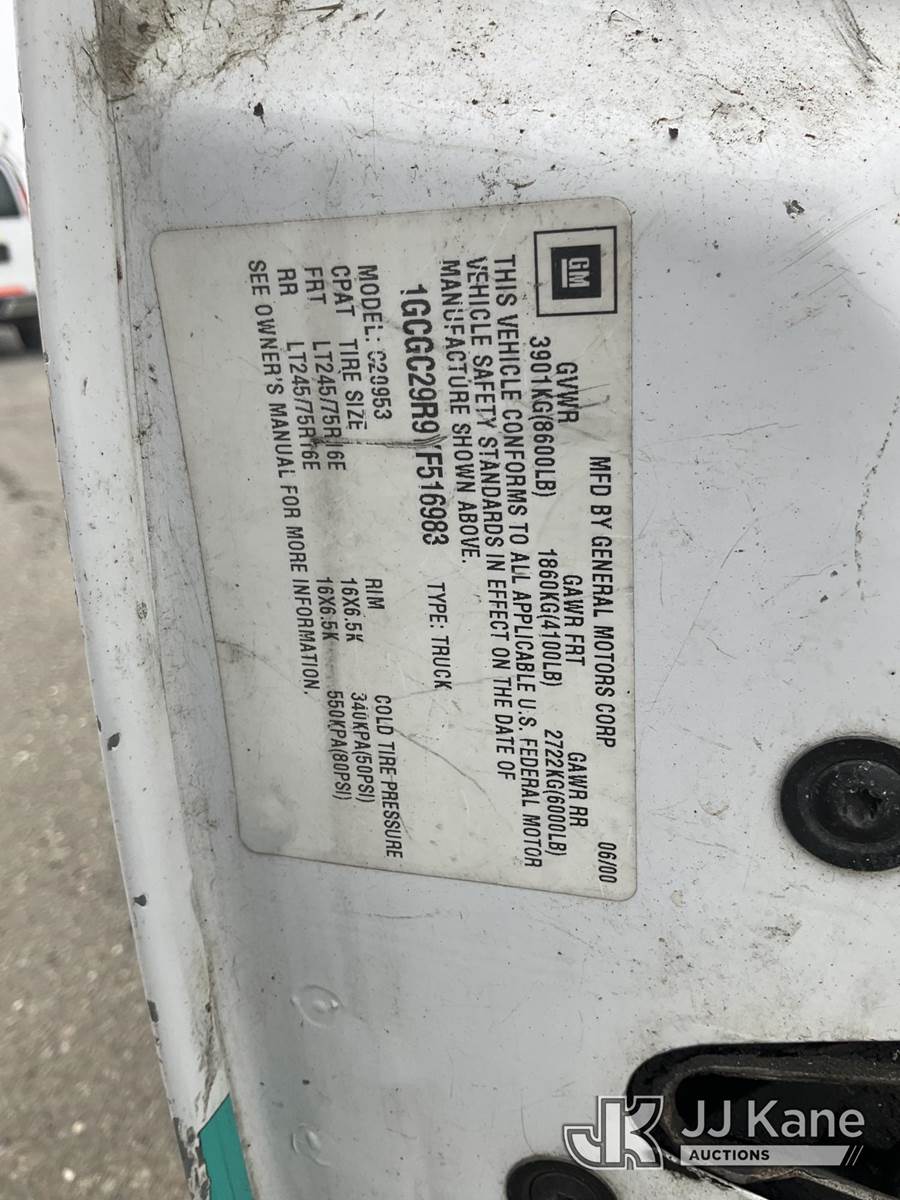 GM
MFD BY GENERAL MOTORS CORP 06/00
GVWR GAWR FRT GAWR RR
3901KG(8600LB) 1860KG(4100LB) 2722KG(6000LB)
THIS VEHICLE CONFORMS TO ALL APPLICABLE U.S. FEDERAL MOTOR
VEHICLE SAFETY STANDARDS IN EFFECT ON THE DATE OF
MANUFACTURE SHOWN ABOVE.
1GCGC29R9YF516983 TYPE: TRUCK
MODEL: C20953
CPAT TIRE SIZE RIM COLD TIRE PRESSURE
FRT LT245/75R16E 16X6.5K 340KPA(50PSI)
RR LT245/75R16E 16X6.5K 550KPA(80PSI)
SEE OWNER'S MANUAL FOR MORE INFORMATION.
JK JJ Kane
AUCTIONS